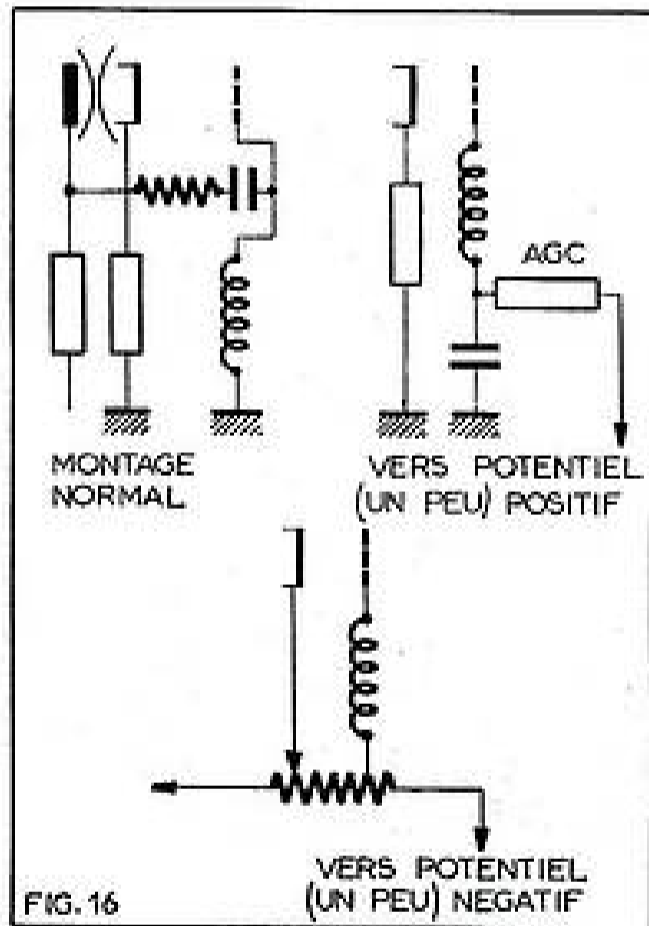 AGC
MONTAGE
NORMAL
VERS POTENTIEL
(UN PEU) POSITIF
VERS POTENTIEL
(UN PEU) NEGATIF
FIG. 16